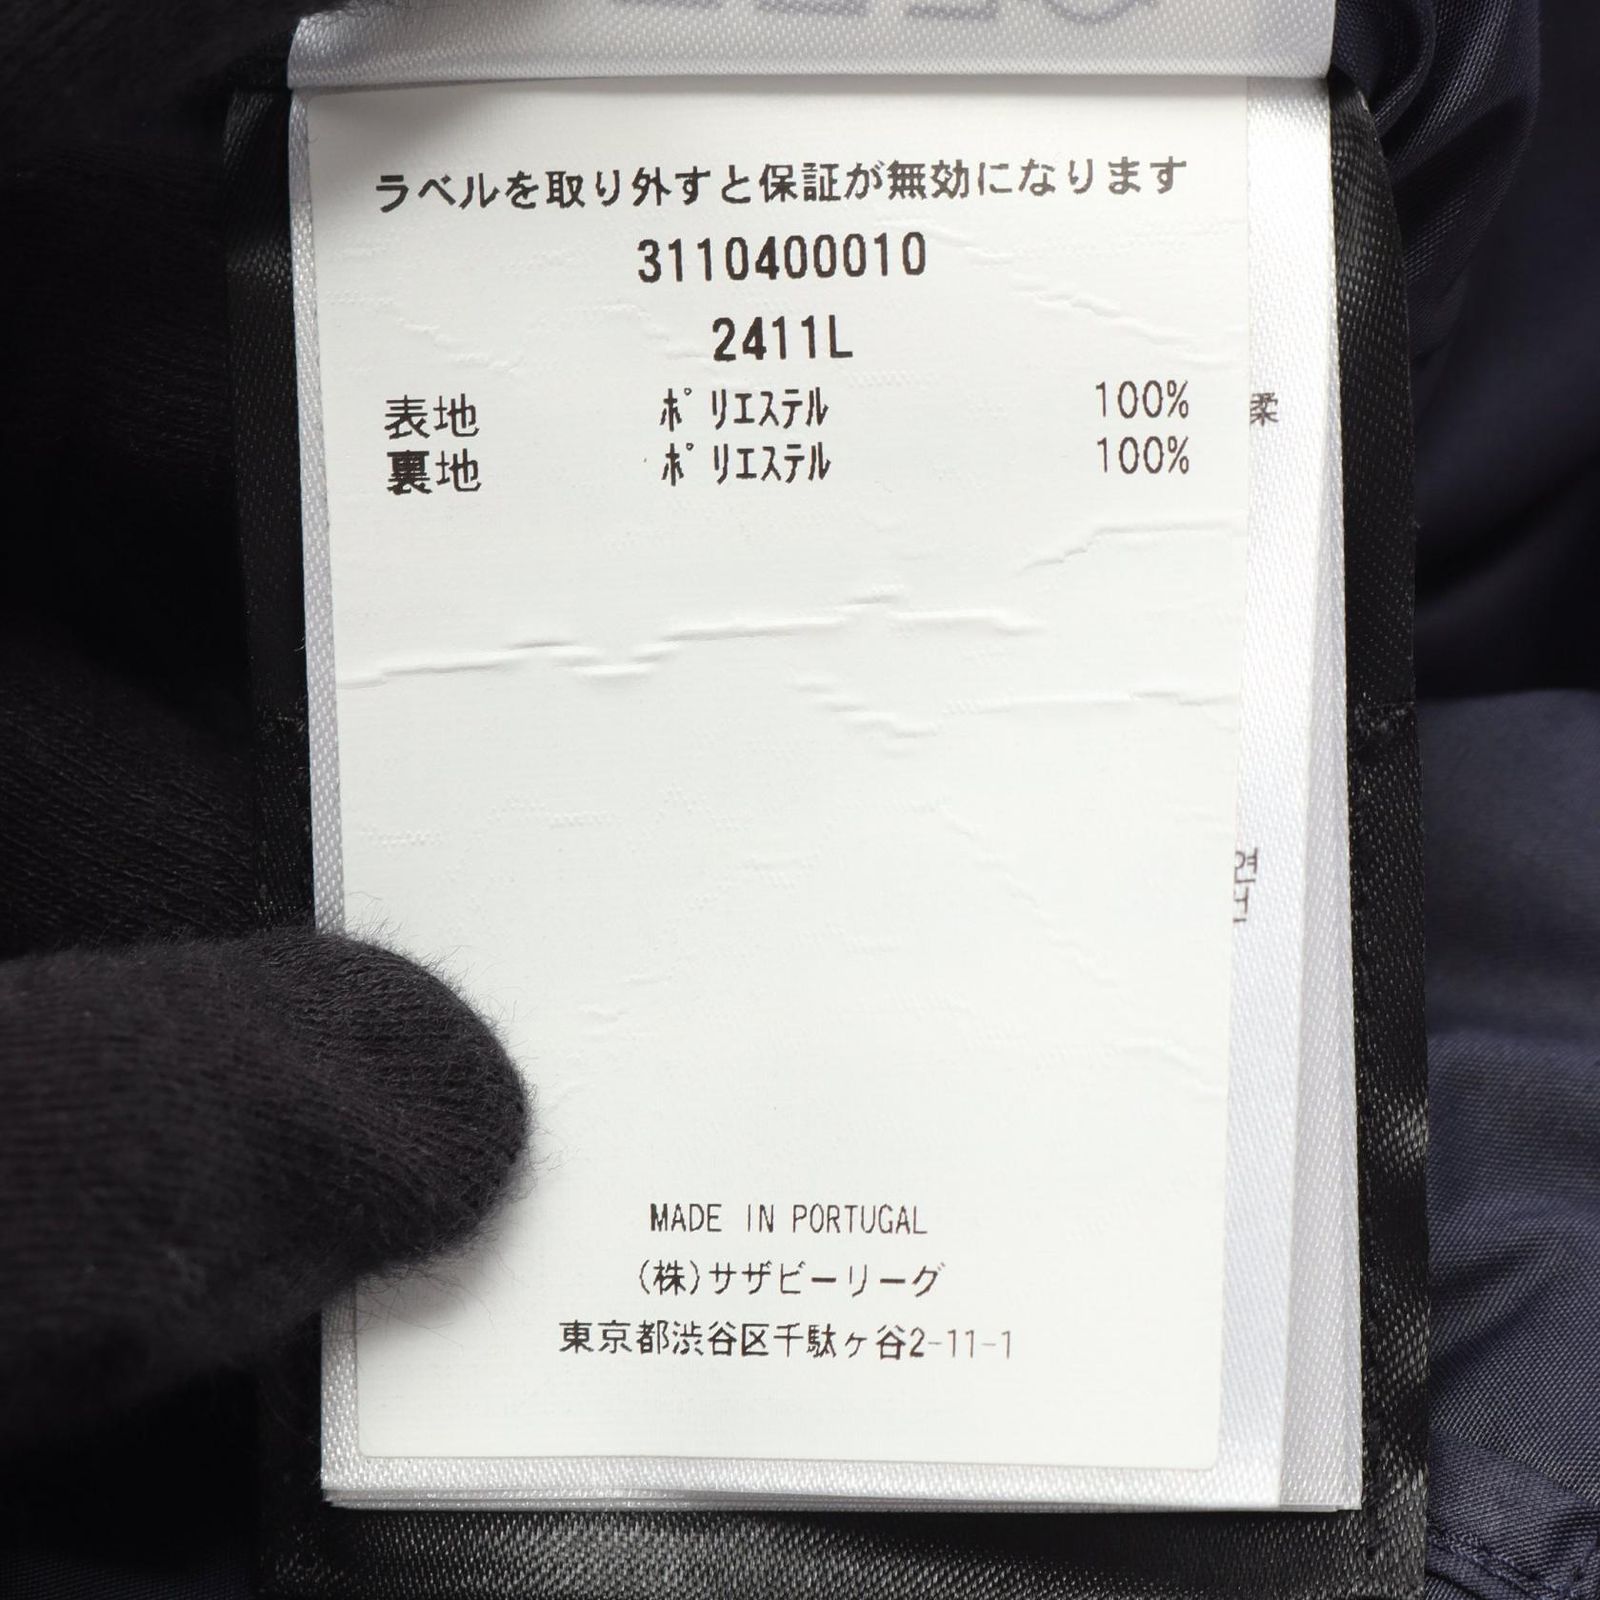 ラベルを取り外すと保証が無効になります
3110400010
2411L
表地 ポリエステル 100%
裏地 ポリエステル 100%
柔
MADE IN PORTUGAL
(株)サザビーリーグ
東京都渋谷区千駄ヶ谷2-11-1